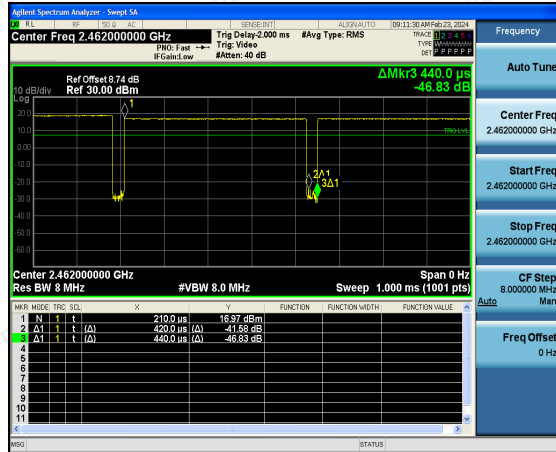 Agilent Spectrum Analyzer - Swept SA
RL RF 50 Ω AC SENSE:INT ALIGN AUTO 09:11:30 AM Feb 23, 2024
Center Freq 2.462000000 GHz
Trig Delay-2.000 ms #Avg Type: RMS
TRACE 1 2 3 4 5 6
PNO: Fast Trig: Video
TYPE WWWWWW
IFGain:Low #Atten: 40 dB
DET P P P P P P
Frequency
Auto Tune
Ref Offset 8.74 dB
ΔMkr3 440.0 µs
10 dB/div Ref 30.00 dBm
-46.83 dB
Log
20.0
10.0
0.00
-10.0
-20.0
-30.0
-40.0
-50.0
-60.0
1
TRIG LVL
2Δ1
3Δ1
Center 2.462000000 GHz Span 0 Hz
Res BW 8 MHz #VBW 8.0 MHz Sweep 1.000 ms (1001 pts)
MKR MODE TRC SCL X Y FUNCTION FUNCTION WIDTH FUNCTION VALUE
1 N 1 t 210.0 µs 16.97 dBm
2 Δ1 1 t (Δ) 420.0 µs (Δ) -41.58 dB
3 Δ1 1 t (Δ) 440.0 µs (Δ) -46.83 dB
4
5
6
7
8
9
10
11
Center Freq
2.462000000 GHz
Start Freq
2.462000000 GHz
Stop Freq
2.462000000 GHz
CF Step
8.000000 MHz
Auto Man
Freq Offset
0 Hz
MSG STATUS